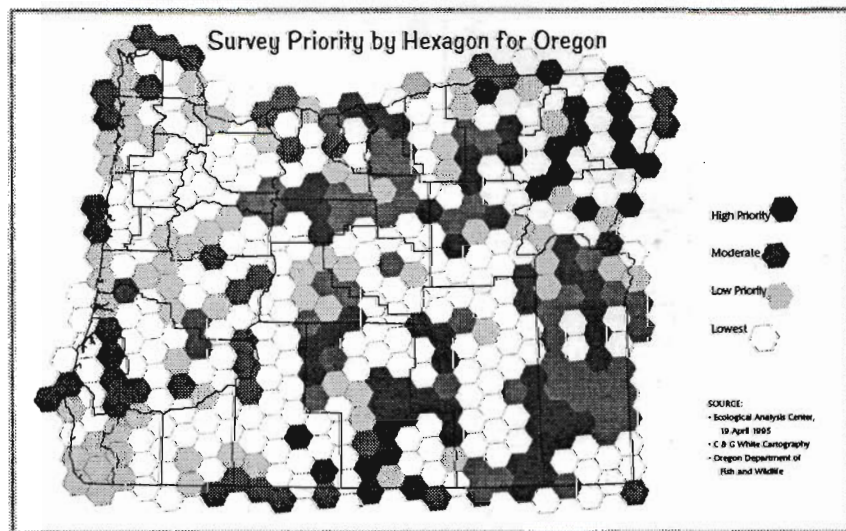 Survey Priority by Hexagon for Oregon
High Priority
Moderate
Low Priority
Lowest
SOURCE:
• Ecological Analysis Center,
19 April 1995
• C & G White Cartography
• Oregon Department of
Fish and Wildlife